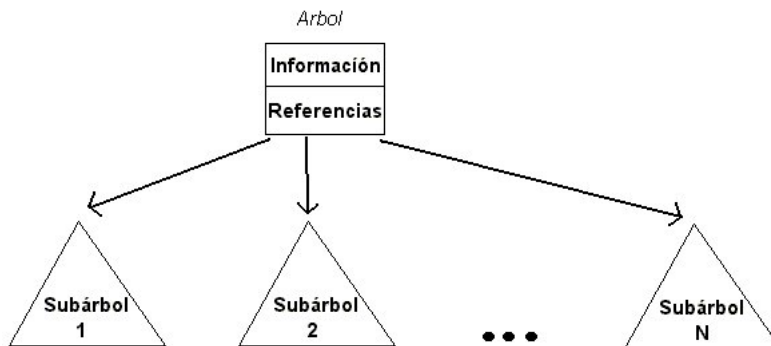 Arbol
Información
Referencias
Subárbol
1
Subárbol
2
Subárbol
N